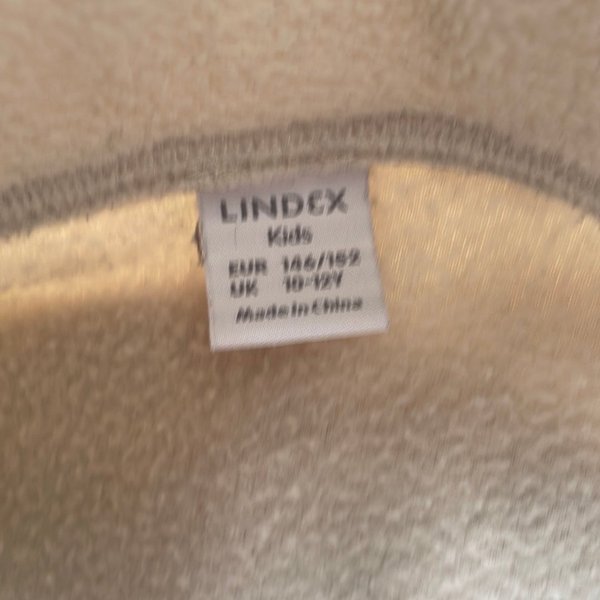 LINDEX
Kids
EUR 146/152
UK 10-12Y
Made in China